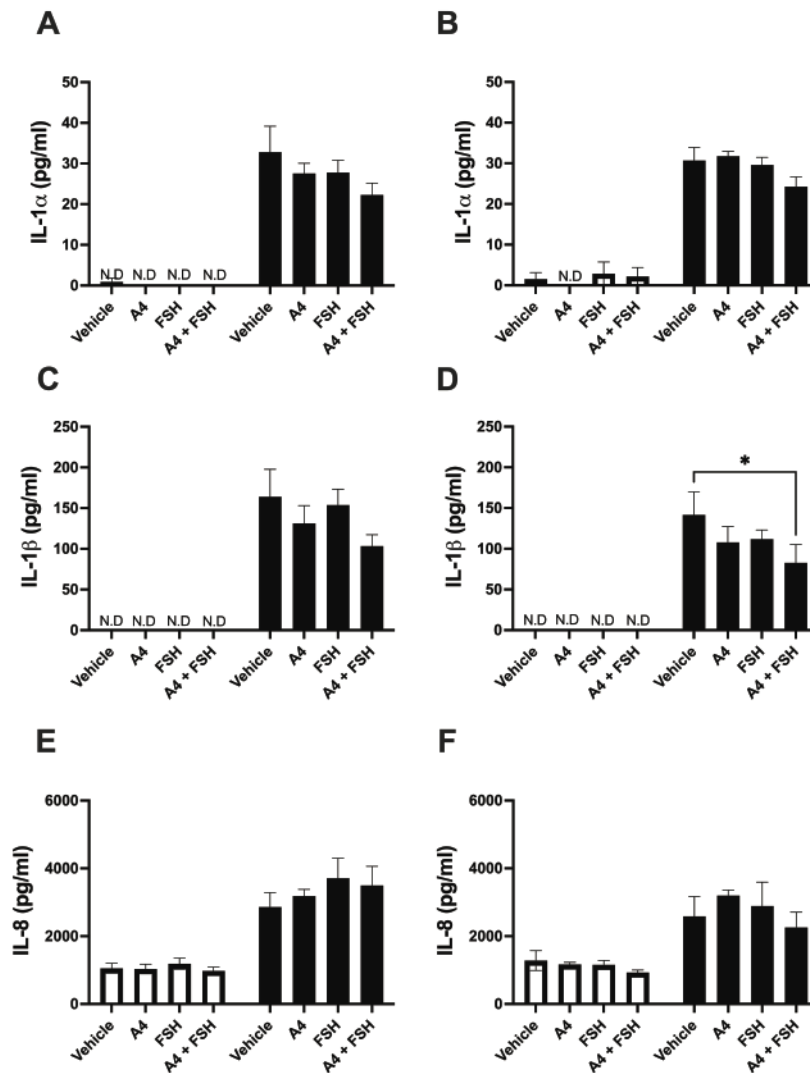 A
IL-1α (pg/ml)
50
40
30
20
10
0
N.D N.D N.D N.D
Vehicle A4 FSH A4 + FSH Vehicle A4 FSH A4 + FSH
B
IL-1α (pg/ml)
50
40
30
20
10
0
N.D
Vehicle A4 FSH A4 + FSH Vehicle A4 FSH A4 + FSH
C
IL-1β (pg/ml)
250
200
150
100
50
0
N.D N.D N.D N.D
Vehicle A4 FSH A4 + FSH Vehicle A4 FSH A4 + FSH
D
IL-1β (pg/ml)
250
200
150
100
50
0
*
N.D N.D N.D N.D
Vehicle A4 FSH A4 + FSH Vehicle A4 FSH A4 + FSH
E
IL-8 (pg/ml)
6000
4000
2000
0
Vehicle A4 FSH A4 + FSH Vehicle A4 FSH A4 + FSH
F
IL-8 (pg/ml)
6000
4000
2000
0
Vehicle A4 FSH A4 + FSH Vehicle A4 FSH A4 + FSH